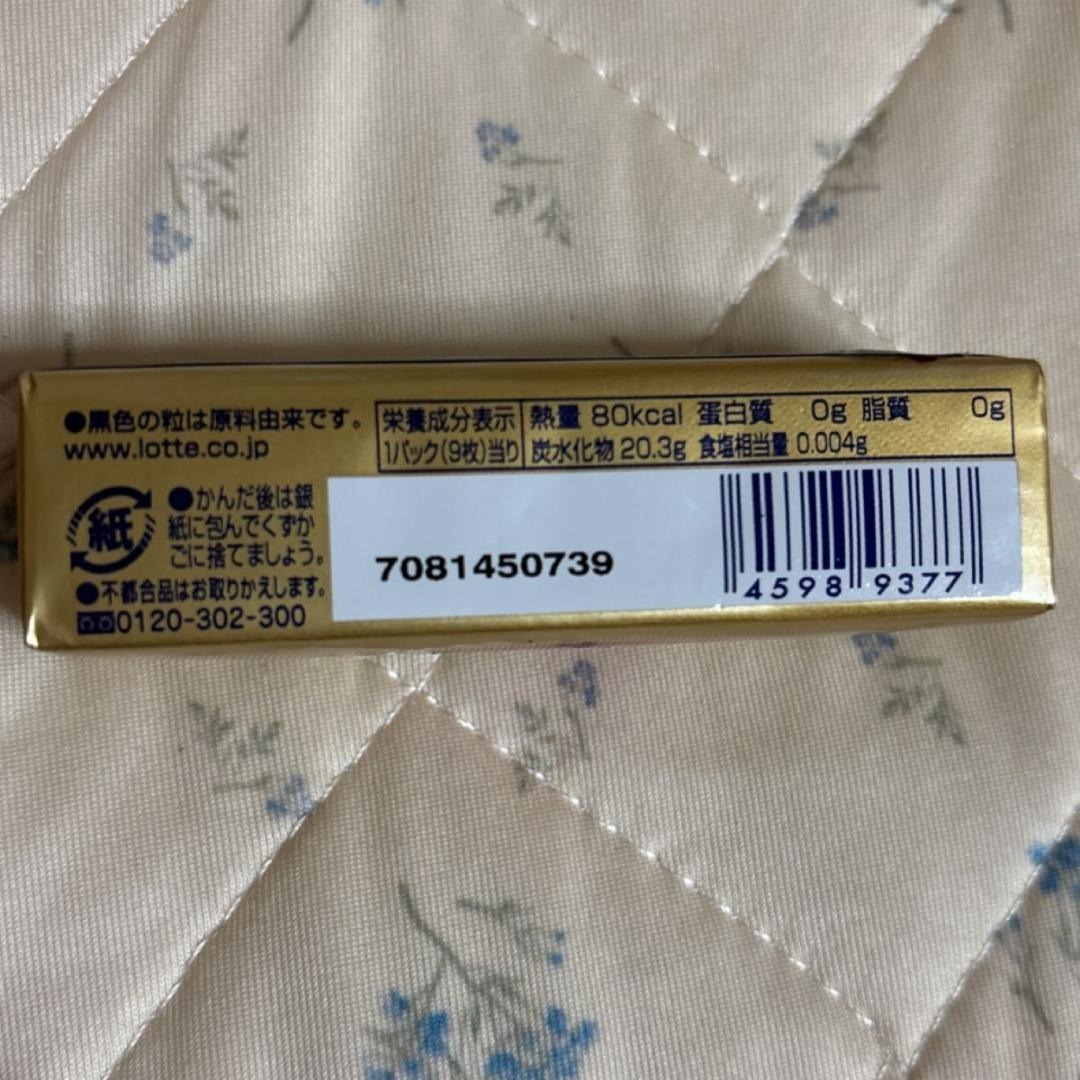 ●黒色の粒は原料由来です。
www.lotte.co.jp
栄養成分表示
1パック(9枚)当り
熱量 80kcal 蛋白質 0g 脂質 0g
炭水化物 20.3g 食塩相当量 0.004g
紙
●かんだ後は銀
紙に包んでくずか
ごに捨てましょう。
●不都合品はお取りかえします。
0120-302-300
7081450739
4598 9377